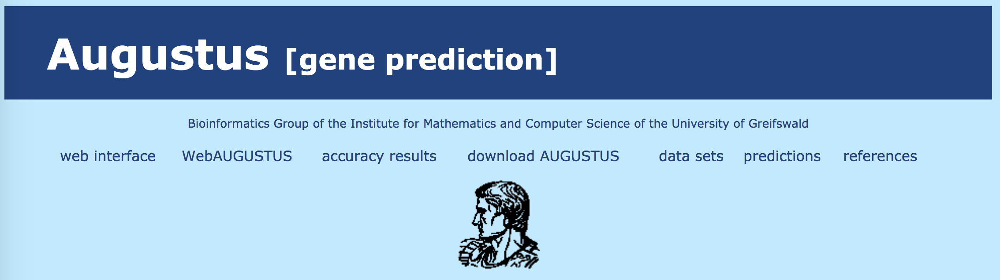 Augustus [gene prediction]
Bioinformatics Group of the Institute for Mathematics and Computer Science of the University of Greifswald
web interface WebAUGUSTUS accuracy results download AUGUSTUS data sets predictions references